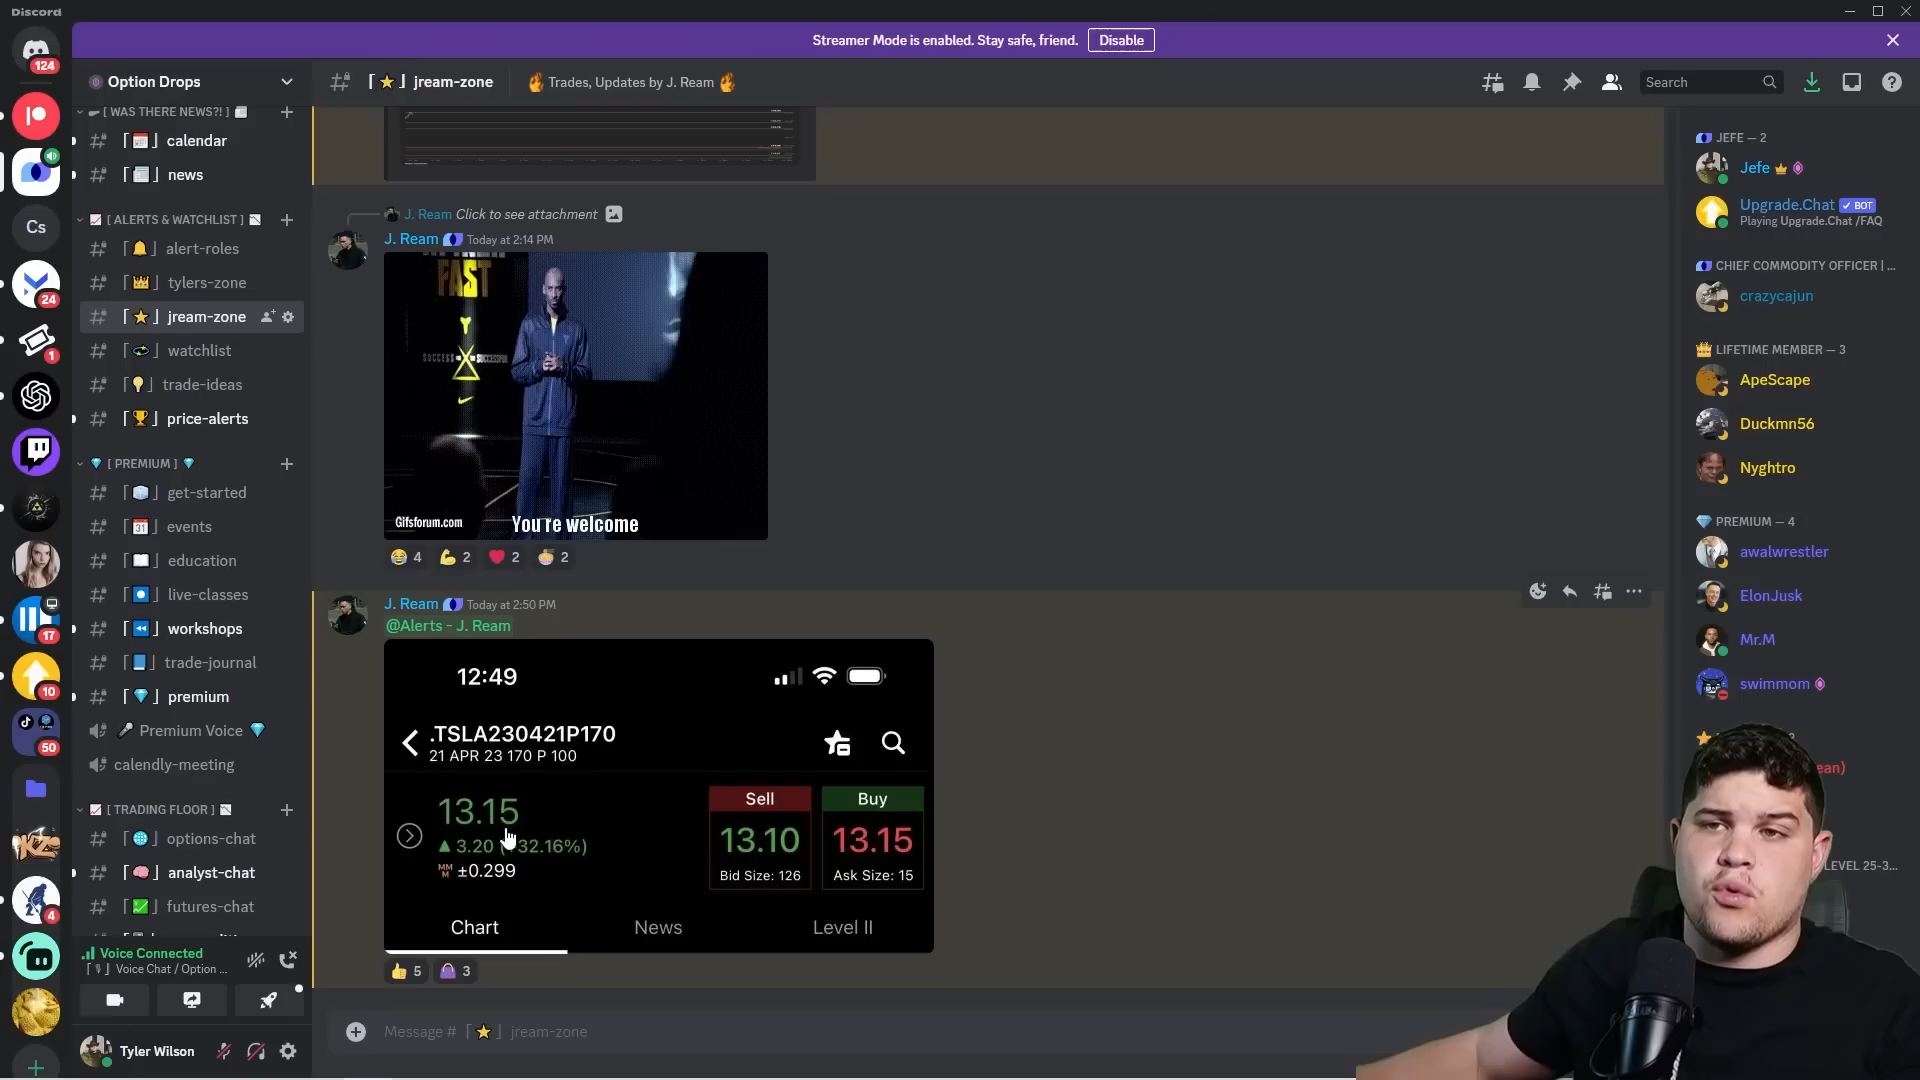 Discord
Streamer Mode is enabled. Stay safe, friend.
Disable
124
Cs
24
1
17
10
50
4
Option Drops
[ WAS THERE NEWS?! ]
calendar
news
[ ALERTS & WATCHLIST ]
alert-roles
tylers-zone
jream-zone
watchlist
trade-ideas
price-alerts
[ PREMIUM ]
get-started
31
events
education
live-classes
workshops
trade-journal
premium
Premium Voice
calendly-meeting
[ TRADING FLOOR ]
options-chat
analyst-chat
futures-chat
Voice Connected
Voice Chat / Option ...
Tyler Wilson
jream-zone
Trades, Updates by J. Ream
Search
J. Ream Click to see attachment
J. Ream Today at 2:14 PM
FAST
SUCCESS
Gifsforum.com
You're welcome
4 2 2 2
J. Ream Today at 2:50 PM
@Alerts - J. Ream
12:49
.TSLA230421P170
21 APR 23 170 P 100
13.15
3.20 (+32.16%)
MMM ±0.299
Sell
13.10
Bid Size: 126
Buy
13.15
Ask Size: 15
Chart
News
Level II
5 3
Message # jream-zone
JEFE — 2
Jefe
Upgrade.Chat BOT
Playing Upgrade.Chat /FAQ
CHIEF COMMODITY OFFICER | ...
crazycajun
LIFETIME MEMBER — 3
ApeScape
Duckmn56
Nyghtro
PREMIUM — 4
awalwrestler
ElonJusk
Mr.M
swimmom
ean)
LEVEL 25-3...